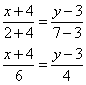 (x+4)/(2+4) = (y−3)/(7−3)
(x+4)/6 = (y−3)/4